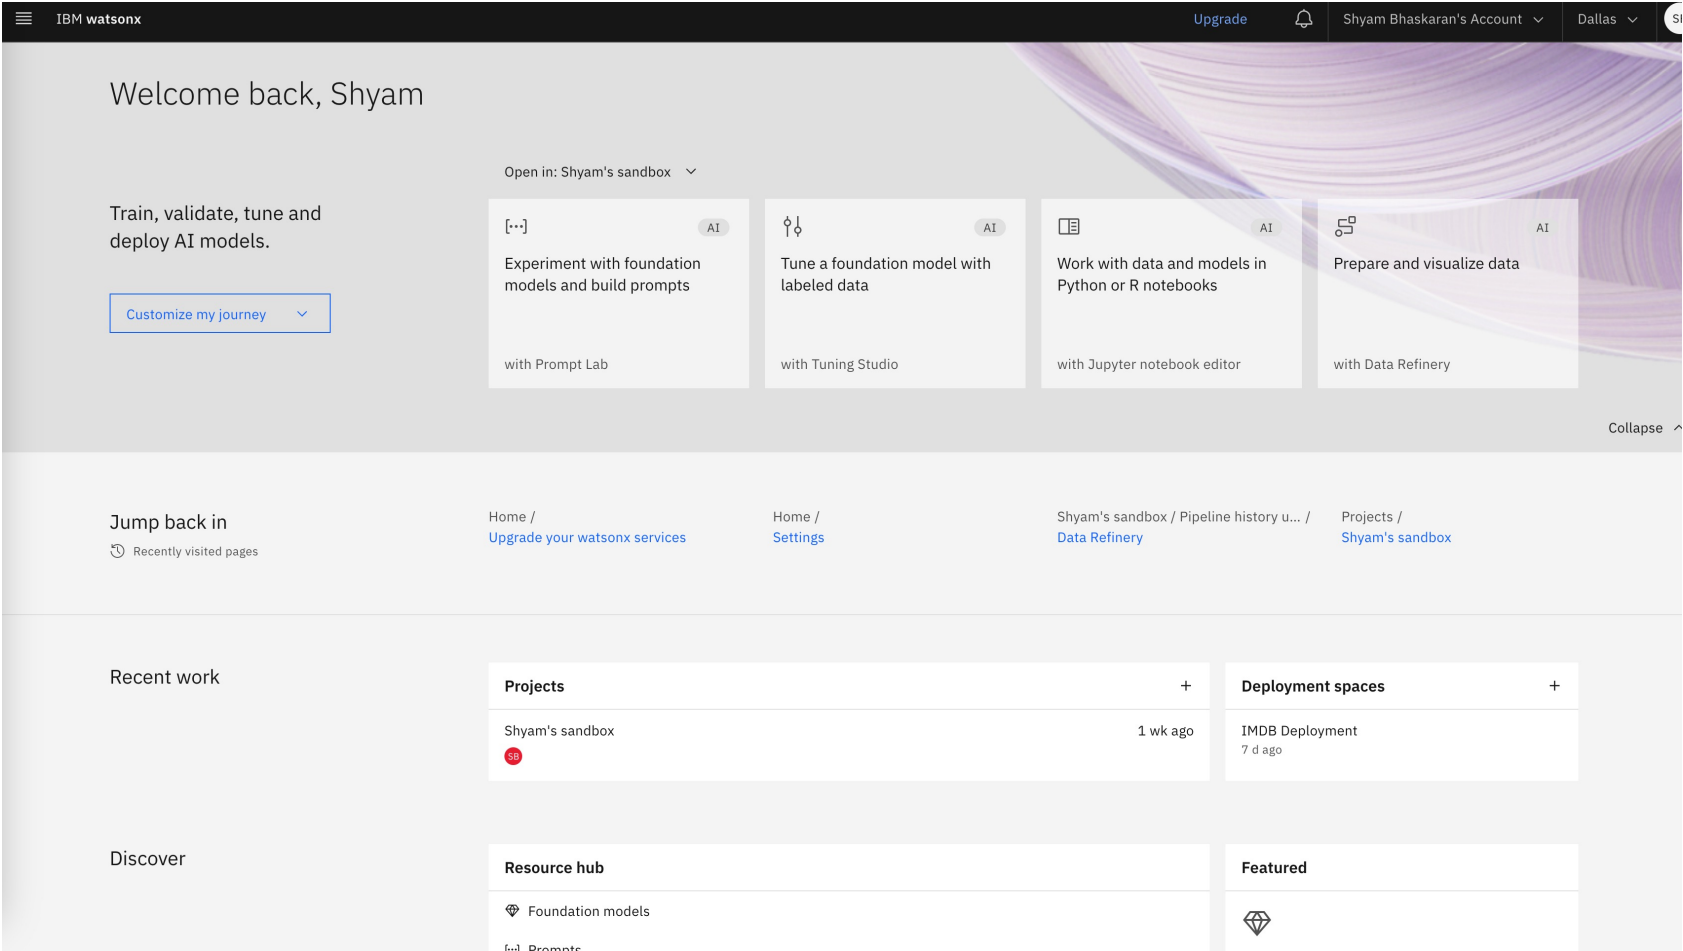 IBM watsonx
Upgrade
Shyam Bhaskaran's Account
Dallas
Welcome back, Shyam
Train, validate, tune and
deploy AI models.
Customize my journey
Open in: Shyam's sandbox
AI
Experiment with foundation
models and build prompts
with Prompt Lab
AI
Tune a foundation model with
labeled data
with Tuning Studio
AI
Work with data and models in
Python or R notebooks
with Jupyter notebook editor
AI
Prepare and visualize data
with Data Refinery
Collapse
Jump back in
Recently visited pages
Home /
Upgrade your watsonx services
Home /
Settings
Shyam's sandbox / Pipeline history u... /
Data Refinery
Projects /
Shyam's sandbox
Recent work
Projects
Shyam's sandbox
1 wk ago
SB
Deployment spaces
IMDB Deployment
7 d ago
Discover
Resource hub
Foundation models
Prompts
Featured